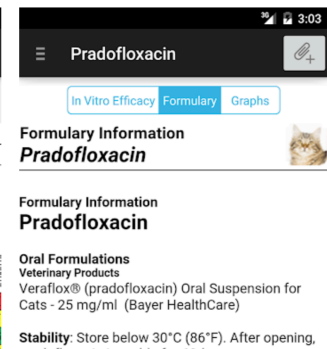 3G 3:03
Pradofloxacin
In Vitro Efficacy Formulary Graphs
Formulary Information
Pradofloxacin
Formulary Information
Pradofloxacin
Oral Formulations
Veterinary Products
Veraflox® (pradofloxacin) Oral Suspension for
Cats - 25 mg/ml (Bayer HealthCare)
Stability: Store below 30°C (86°F). After opening,